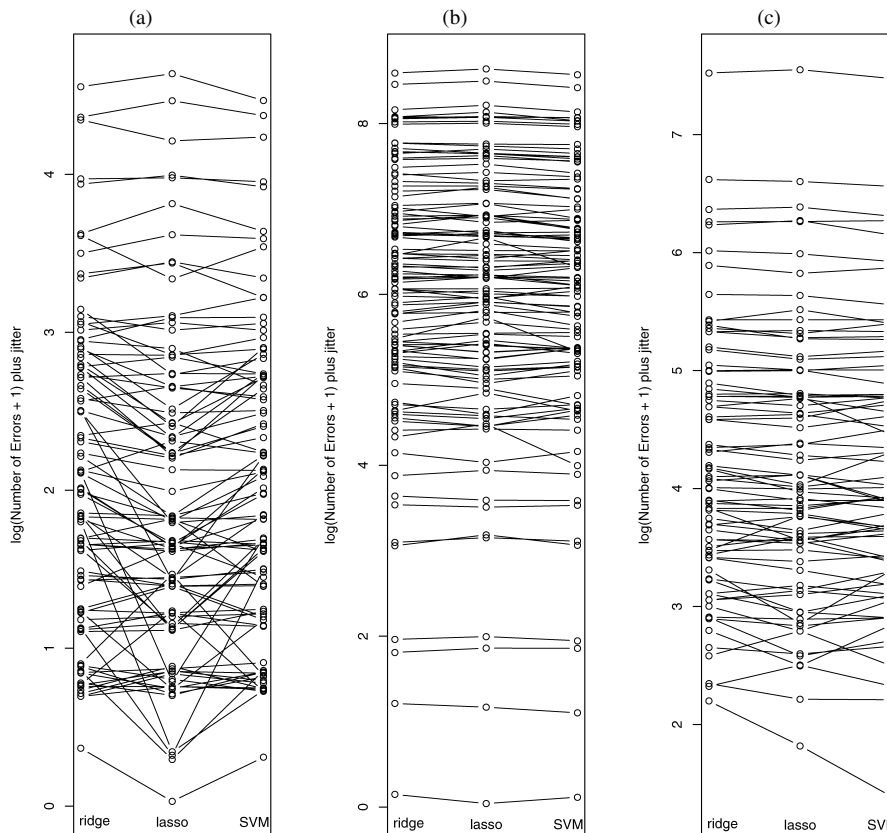 (a)
(b)
(c)
log(Number of Errors + 1) plus jitter
4
3
2
1
0
ridge lasso SVM
log(Number of Errors + 1) plus jitter
8
6
4
2
0
ridge lasso SVM
log(Number of Errors + 1) plus jitter
7
6
5
4
3
2
ridge lasso